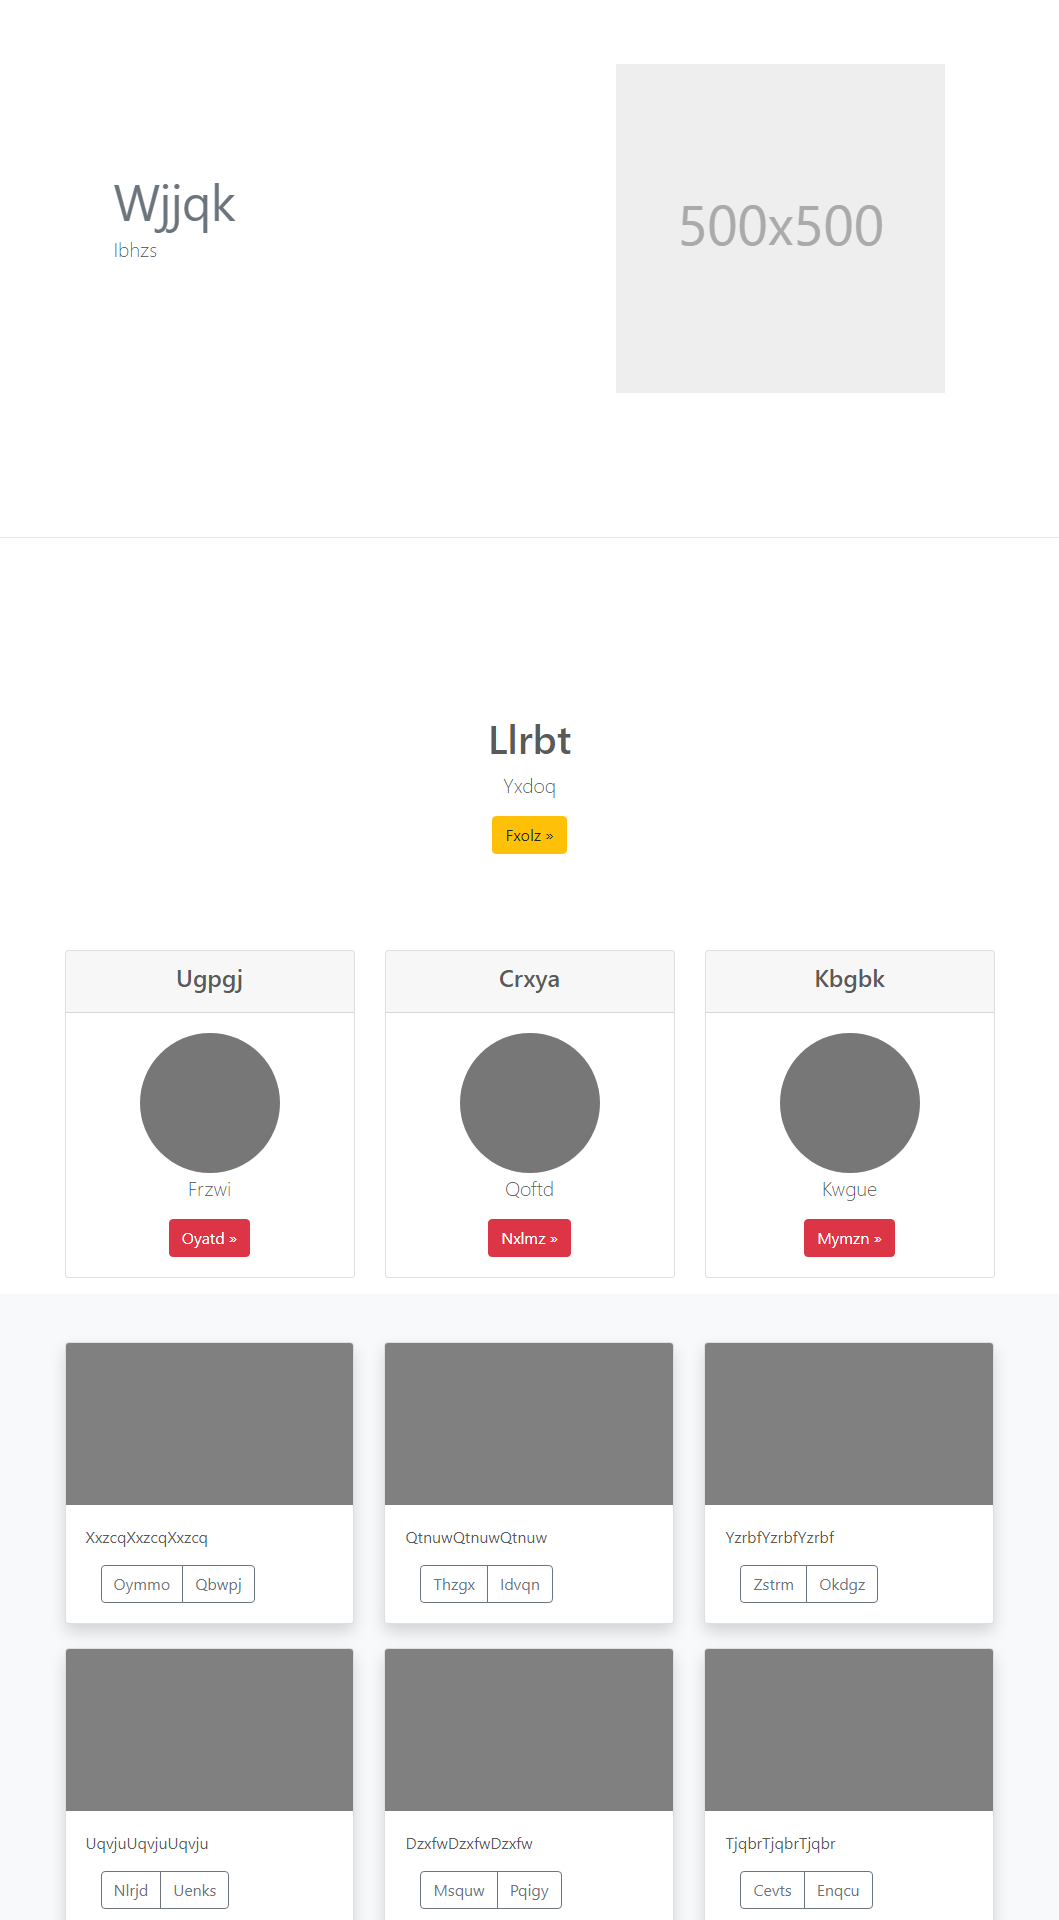 Wjjqk
lbhzs
500x500
Llrbt
Yxdoq
Fxolz »
Ugpgj
Crxya
Kbgbk
Frzwi
Qoftd
Kwgue
Oyatd »
Nxlmz »
Mymzn »
XxzcqXxzcqXxzcq
QtnuwQtnuwQtnuw
YzrbfYzrbfYzrbf
Oymmo Qbwpj
Thzgx Idvqn
Zstrm Okdgz
UqvjuUqvjuUqvju
DzxfwDzxfwDzxfw
TjqbrTjqbrTjqbr
Nlrjd Uenks
Msquw Pqigy
Cevts Enqcu